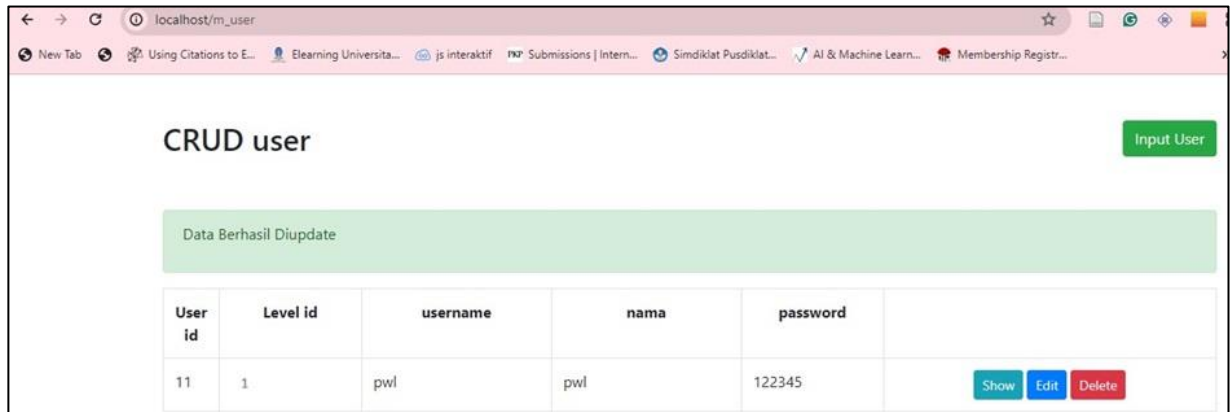 localhost/m_user
New Tab Using Citations to E... Elearning Universita... js interaktif PKP Submissions | Intern... Simdiklat Pusdiklat... AI & Machine Learn... Membership Registr...
CRUD user
Input User
Data Berhasil Diupdate
User id Level id username nama password
11 1 pwl pwl 122345 Show Edit Delete